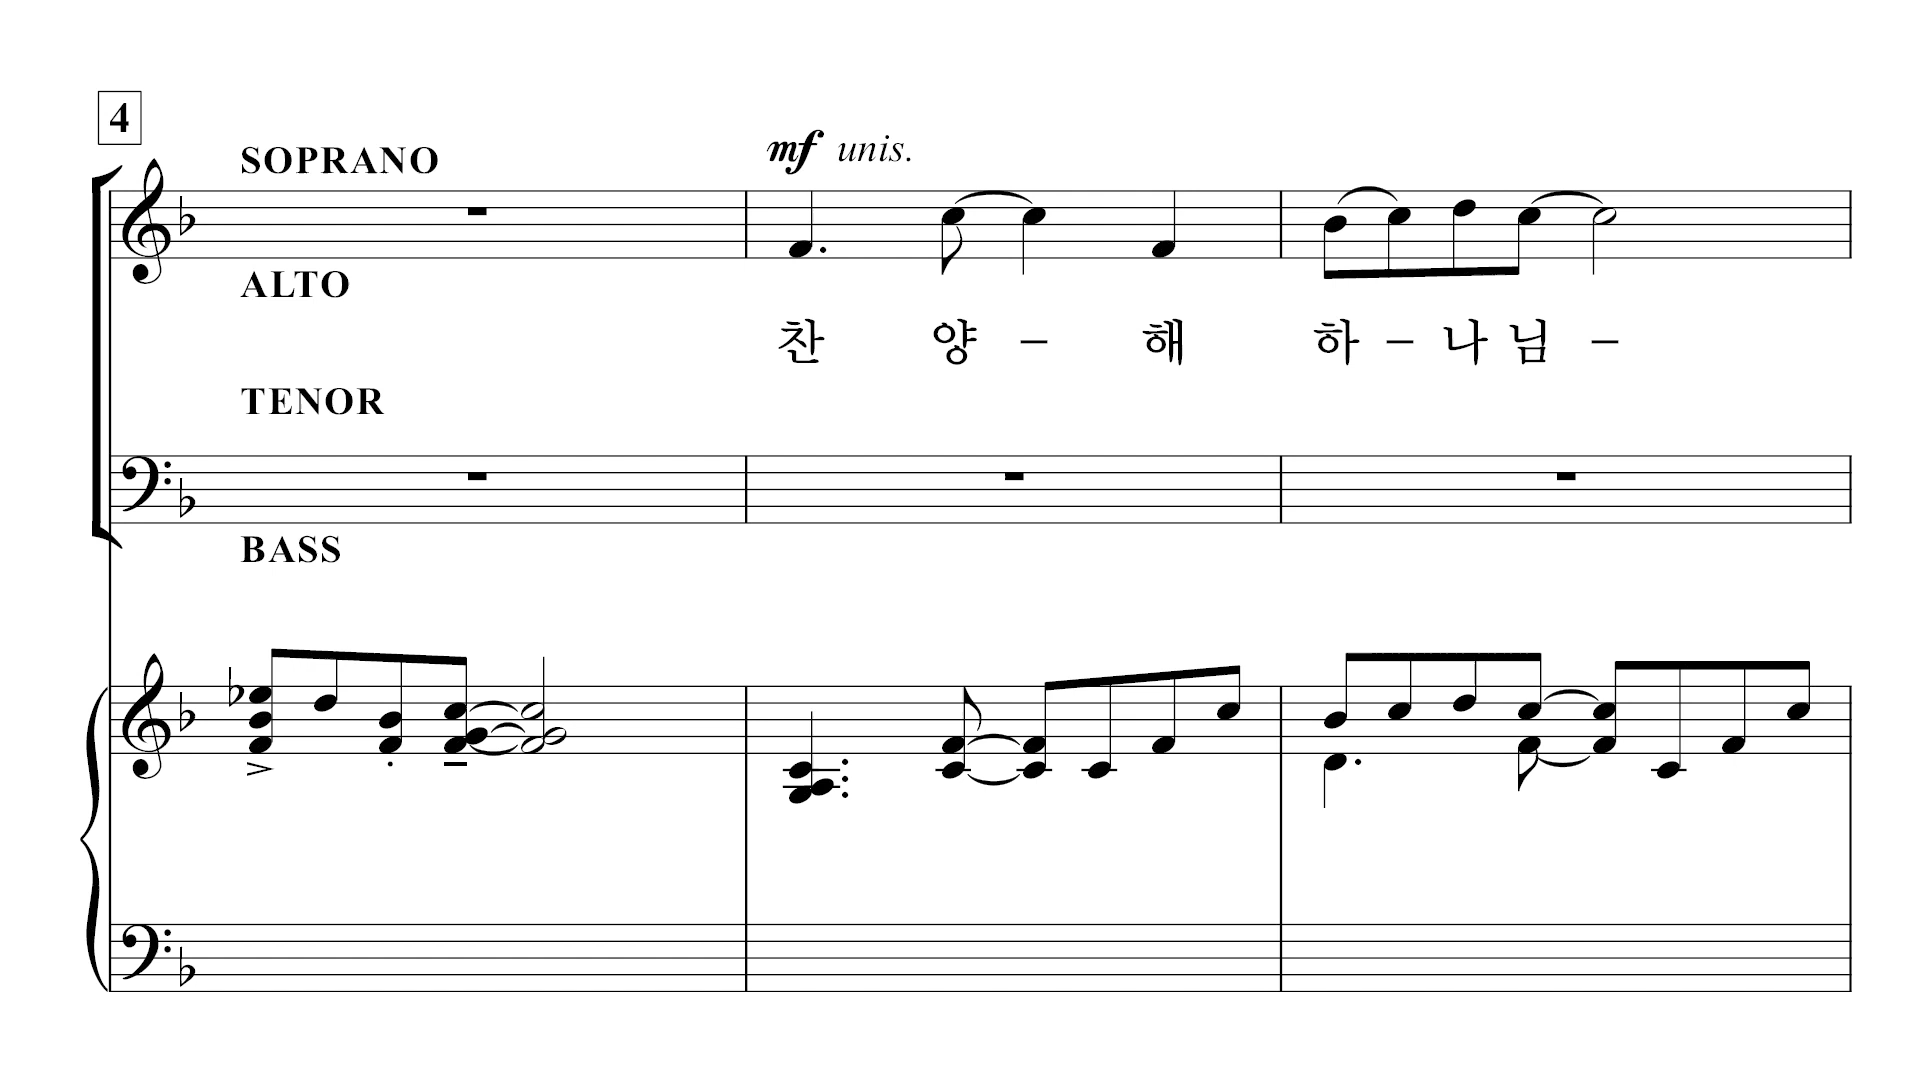 4
SOPRANO
mf unis.
ALTO
찬 양 – 해 하 – 나 님 –
TENOR
BASS